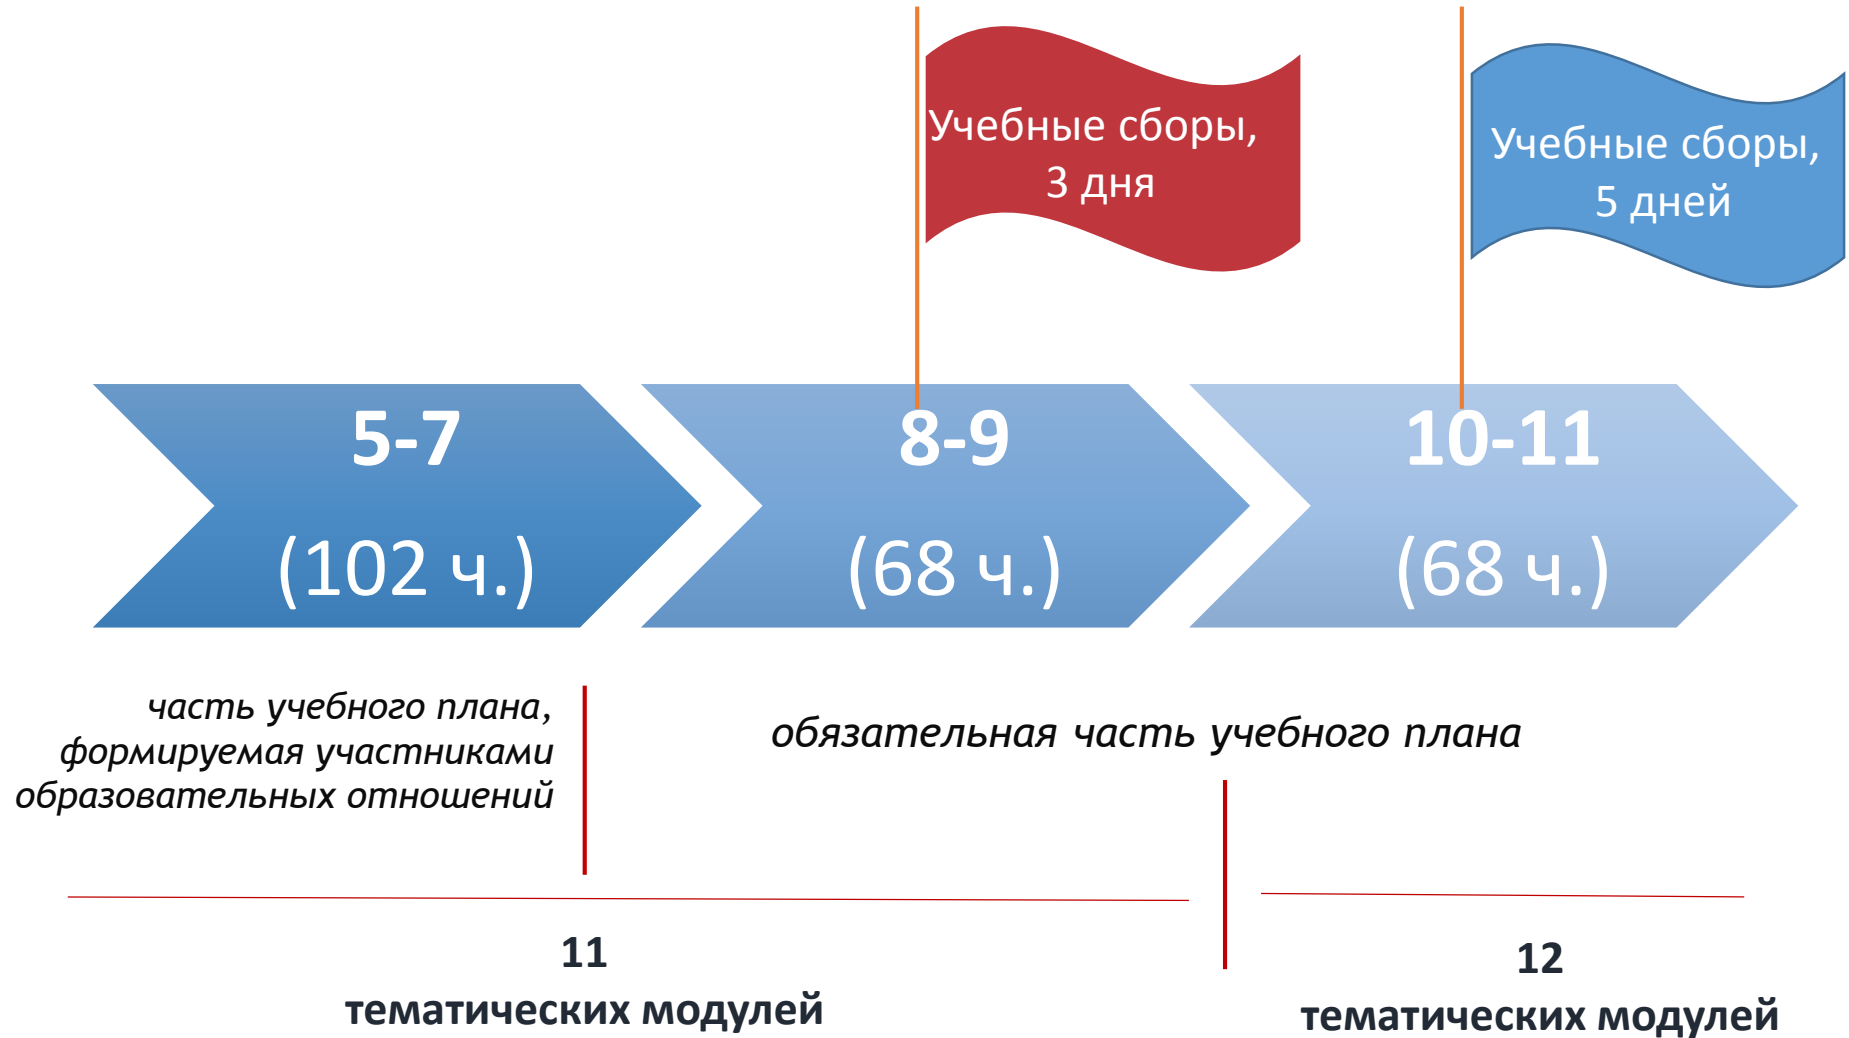 Учебные сборы,
3 дня
Учебные сборы,
5 дней
5-7
(102 ч.)
8-9
(68 ч.)
10-11
(68 ч.)
часть учебного плана,
формируемая участниками
образовательных отношений
обязательная часть учебного плана
11
тематических модулей
12
тематических модулей